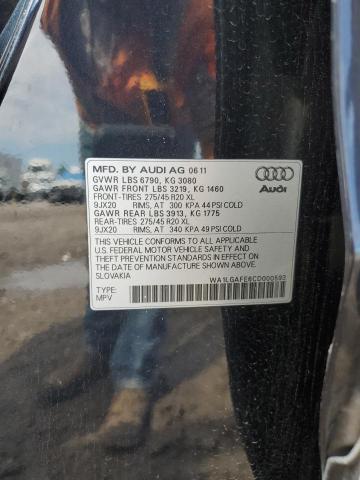 MFD. BY AUDI AG 06 11
GVWR LBS 6790, KG 3080
GAWR FRONT LBS 3219, KG 1460
FRONT-TIRES 275/45 R20 XL
9JX20 RIMS, AT 300 KPA 44 PSI COLD
GAWR REAR LBS 3913, KG 1775
REAR-TIRES 275/45 R20 XL
9JX20 RIMS, AT 340 KPA 49 PSI COLD
Audi
THIS VEHICLE CONFORMS TO ALL APPLICABLE
U.S. FEDERAL MOTOR VEHICLE SAFETY AND
THEFT PREVENTION STANDARDS IN EFFECT
ON THE DATE OF MANUFACTURE SHOWN ABOVE.
SLOVAKIA
WA1LGAFE8CD000593
TYPE:
MPV